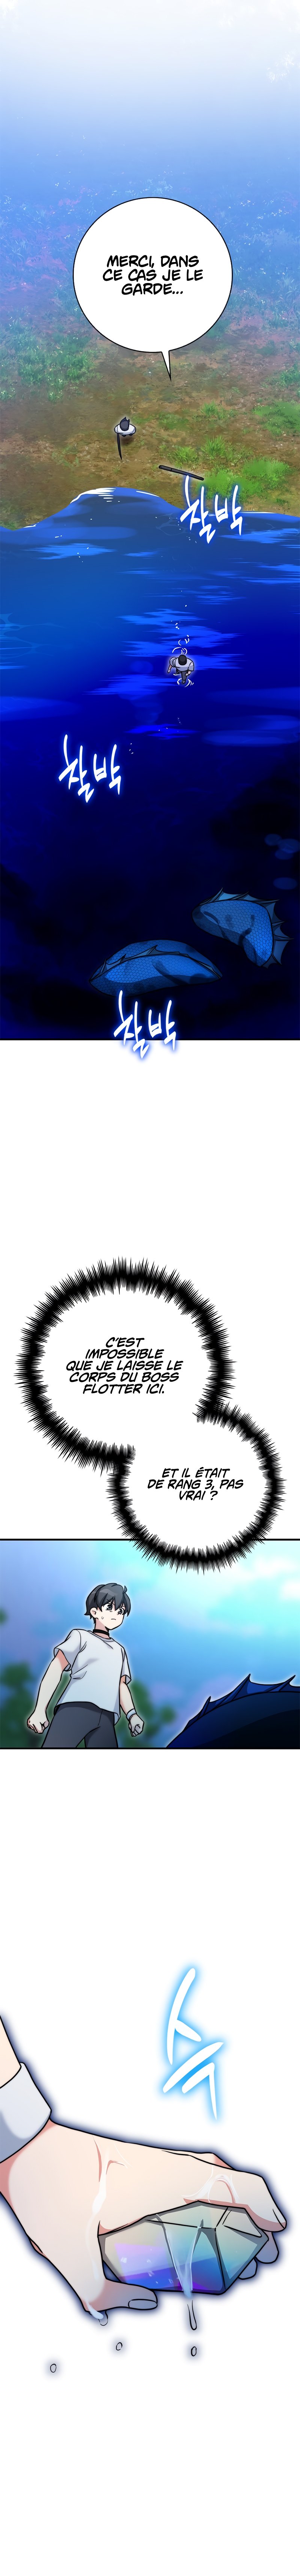 MERCI, DANS
CE CAS JE LE
GARDE...
찰박
찰박
찰박
C'EST
IMPOSSIBLE
QUE JE LAISSE LE
CORPS DU BOSS
FLOTTER ICI.
ET IL ÉTAIT
DE RANG 3, PAS
VRAI ?
스